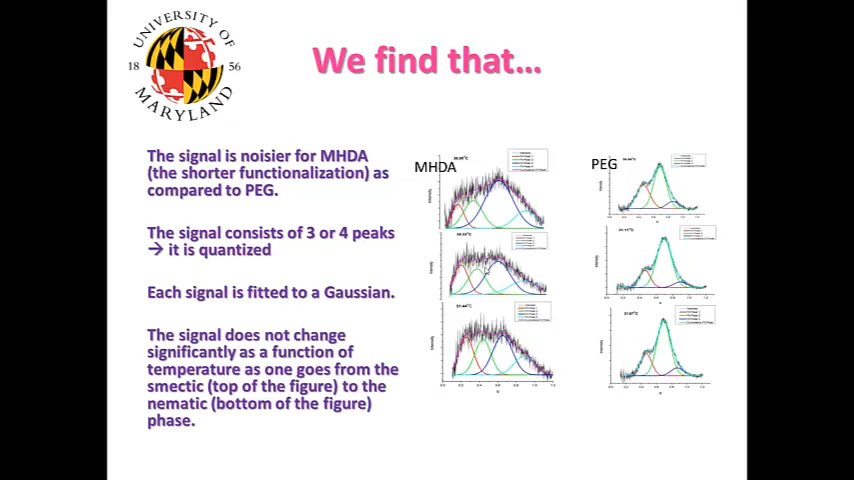 UNIVERSITY OF
18 56
MARYLAND
We find that…
The signal is noisier for MHDA
(the shorter functionalization) as
compared to PEG.
The signal consists of 3 or 4 peaks
→ it is quantized
Each signal is fitted to a Gaussian.
The signal does not change
significantly as a function of
temperature as one goes from the
smectic (top of the figure) to the
nematic (bottom of the figure)
phase.
MHDA
PEG